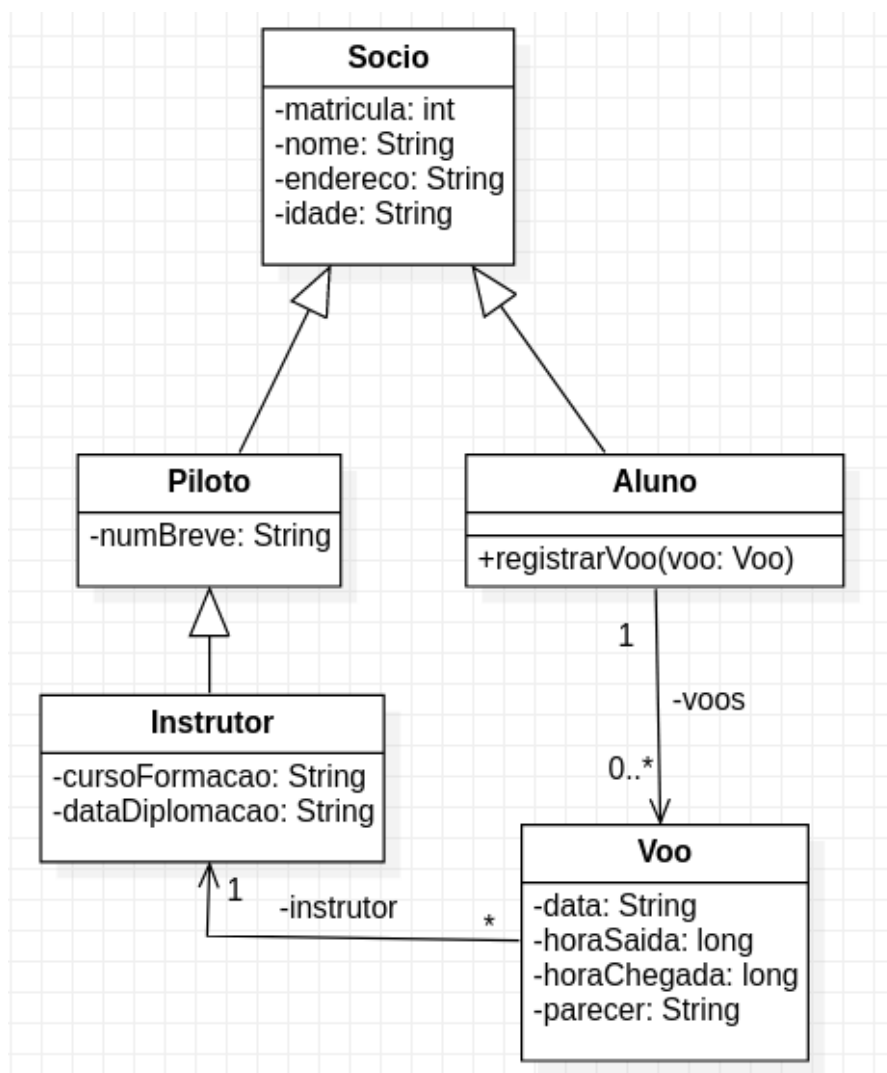 Socio
-matricula: int
-nome: String
-endereco: String
-idade: String
Piloto
-numBreve: String
Aluno
+registrarVoo(voo: Voo)
1
-voos
0..*
Instrutor
-cursoFormacao: String
-dataDiplomacao: String
1
-instrutor
*
Voo
-data: String
-horaSaida: long
-horaChegada: long
-parecer: String